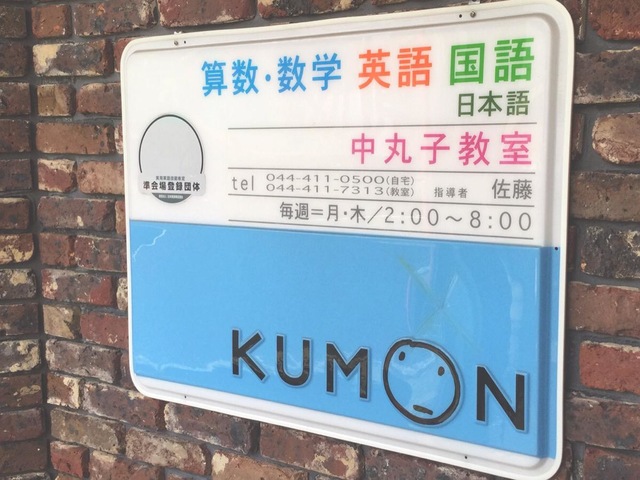 算数・数学 英語 国語
日本語
中丸子教室
tel 044-411-0500(自宅)
044-411-7313(教室) 指導者 佐藤
毎週=月・木/2:00〜8:00
準会場登録団体
KUMON